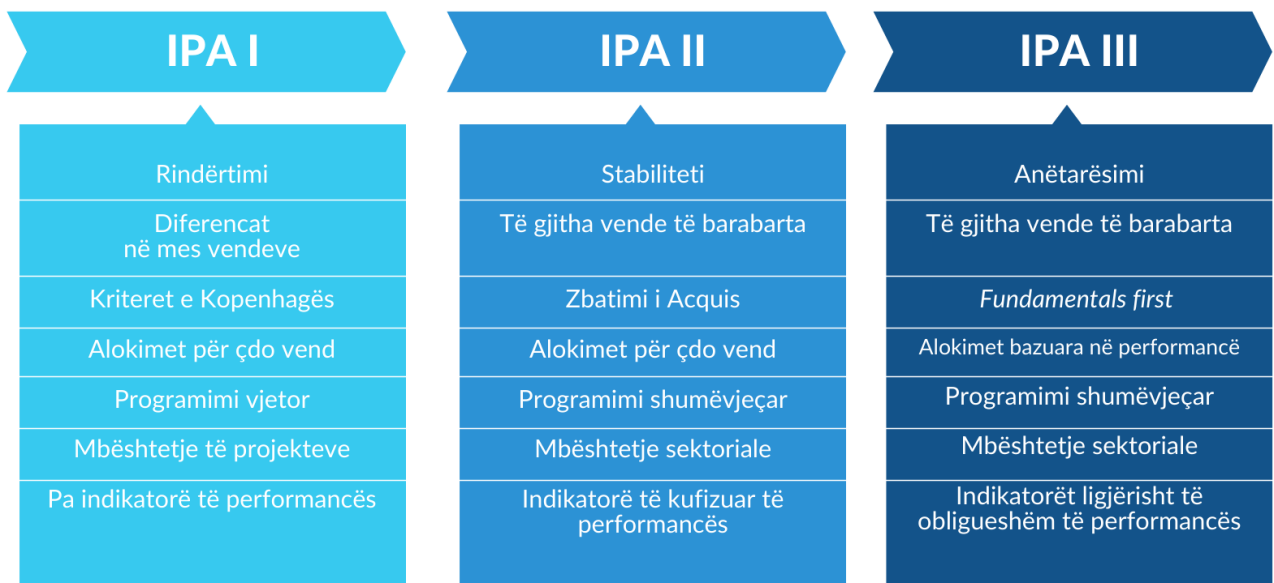 IPA I
Rindërtimi
Diferencat
në mes vendeve
Kriteret e Kopenhagës
Alokimet për çdo vend
Programimi vjetor
Mbështetje të projekteve
Pa indikatorë të performancës
IPA II
Stabiliteti
Të gjitha vende të barabarta
Zbatimi i Acquis
Alokimet për çdo vend
Programimi shumëvjeçar
Mbështetje sektoriale
Indikatorë të kufizuar të
performancës
IPA III
Anëtarësimi
Të gjitha vende të barabarta
Fundamentals first
Alokimet bazuara në performancë
Programimi shumëvjeçar
Mbështetje sektoriale
Indikatorët ligjërisht të
obligueshëm të performancës